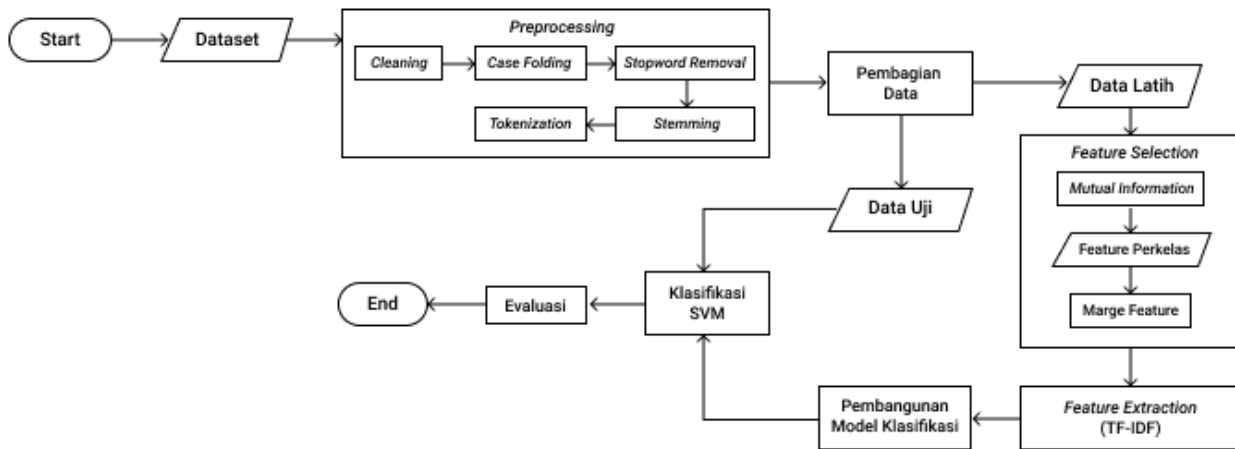 Start
Dataset
Preprocessing
Cleaning
Case Folding
Stopword Removal
Tokenization
Stemming
Pembagian
Data
Data Latih
Feature Selection
Mutual Information
Feature Perkelas
Marge Feature
Data Uji
End
Evaluasi
Klasifikasi
SVM
Pembangunan
Model Klasifikasi
Feature Extraction
(TF-IDF)